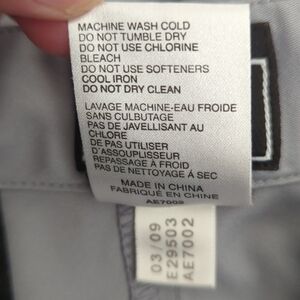 MACHINE WASH COLD
DO NOT TUMBLE DRY
DO NOT USE CHLORINE
BLEACH
DO NOT USE SOFTENERS
COOL IRON
DO NOT DRY CLEAN
LAVAGE MACHINE-EAU FROIDE
SANS CULBUTAGE
PAS DE JAVELLISANT AU
CHLORE
DE PAS UTILISER
D'ASSOUPLISSEUR
REPASSAGE À FROID
PAS DE NETTOYAGE À SEC
MADE IN CHINA
FABRIQUÉ EN CHINE
AE7002
03/09
E29503
AE7002